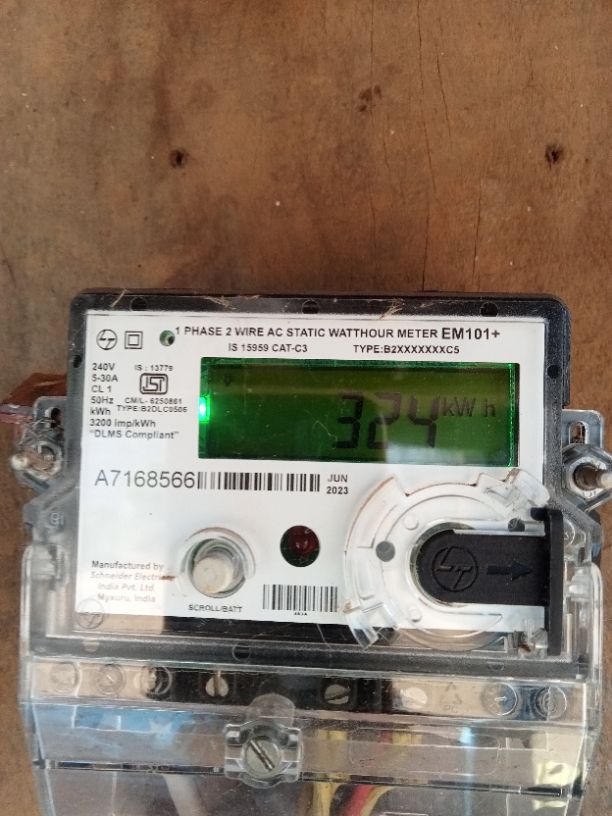 1 PHASE 2 WIRE AC STATIC WATTHOUR METER EM101+
IS 15959 CAT-C3 TYPE:B2XXXXXXXC5
240V
5-30A
CL 1
50Hz
kWh
3200 imp/kWh
"DLMS Compliant"
IS : 13779
CM/L- 6250861
TYPE:B2DLC0505
324 kWh
A7168566
JUN
2023
Manufactured by
Schneider Electric
India Pvt. Ltd.
Mysuru, India
SCROLL/BATT